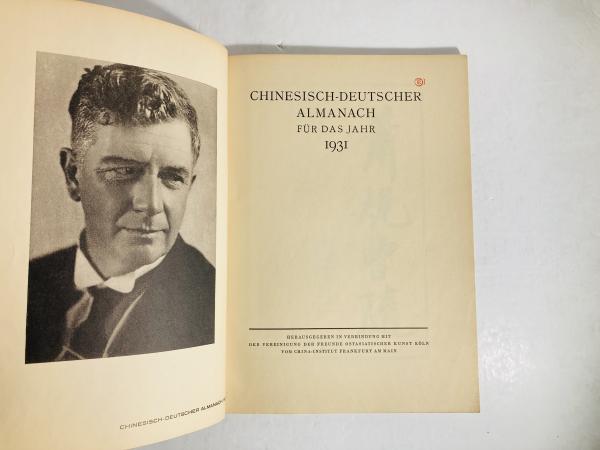 CHINESISCH-DEUTSCHER ALMANACH
CHINESISCH-DEUTSCHER
ALMANACH
FÜR DAS JAHR
1931
HERAUSGEGEBEN IN VERBINDUNG MIT
DER VEREINIGUNG DER FREUNDE OSTASIATISCHER KUNST KÖLN
VOM CHINA-INSTITUT FRANKFURT AM MAIN